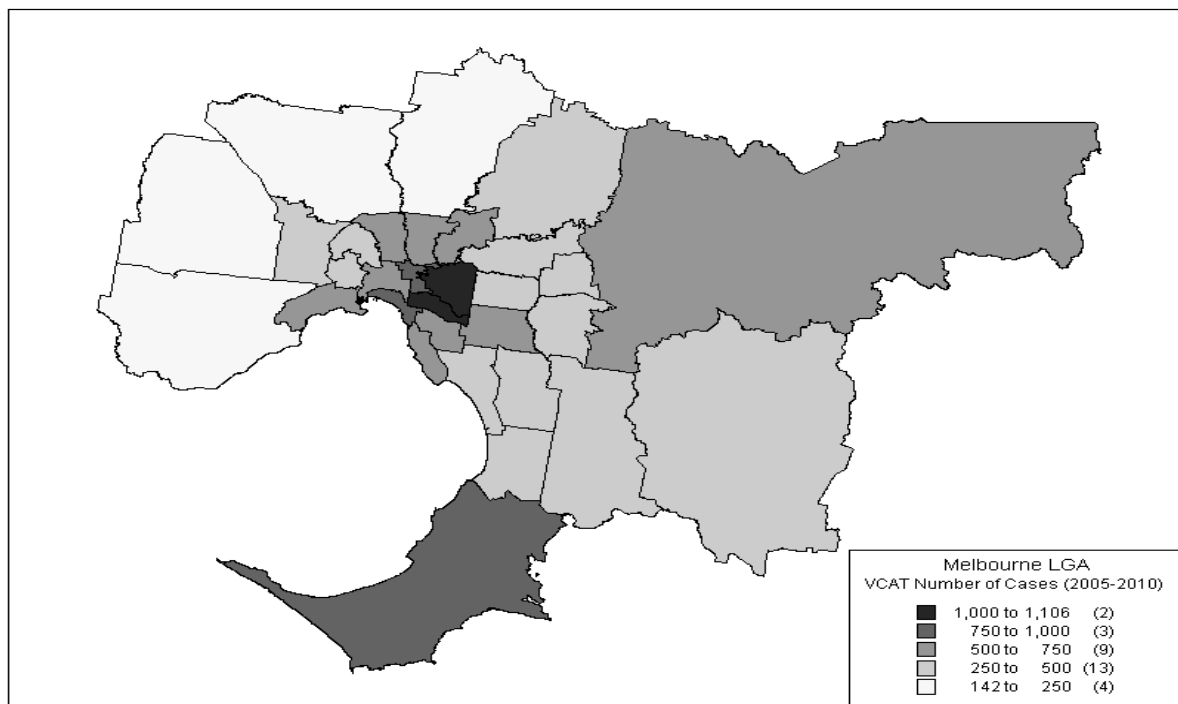 Melbourne LGA
VCAT Number of Cases (2005-2010)
1,000 to 1,106 (2)
750 to 1,000 (3)
500 to 750 (9)
250 to 500 (13)
142 to 250 (4)